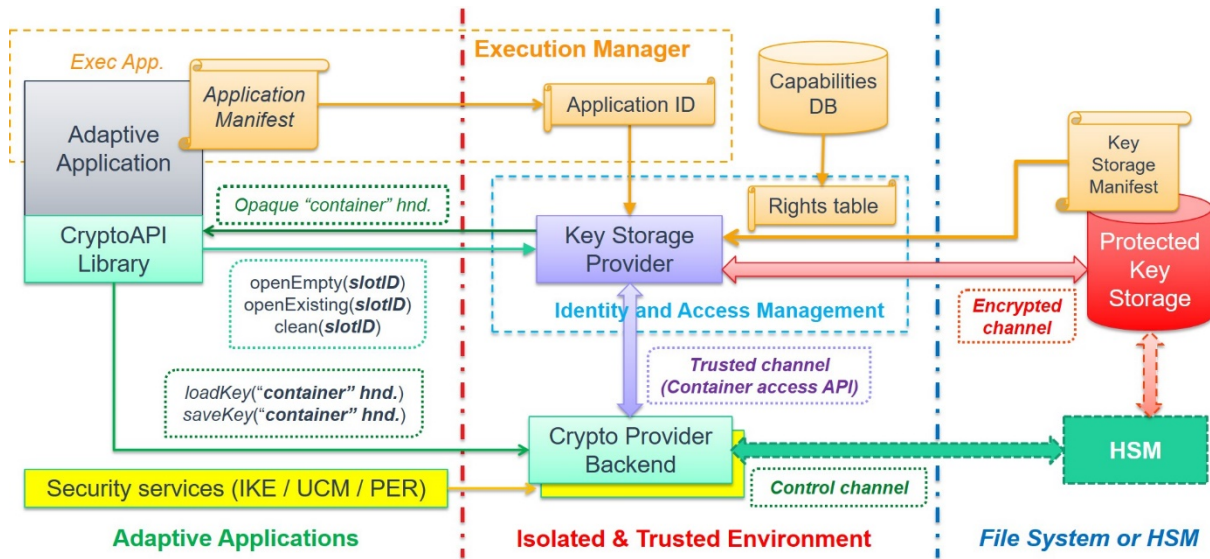 Execution Manager
Exec App.
Application
Manifest
Application ID
Capabilities
DB
Key
Storage
Manifest
Adaptive
Application
Opaque “container” hnd.
Rights table
CryptoAPI
Library
Key Storage
Provider
Protected
Key
Storage
openEmpty(slotID)
openExisting(slotID)
clean(slotID)
Identity and Access Management
Encrypted
channel
Trusted channel
(Container access API)
loadKey(“container” hnd.)
saveKey(“container” hnd.)
Crypto Provider
Backend
HSM
Security services (IKE / UCM / PER)
Control channel
Adaptive Applications
Isolated & Trusted Environment
File System or HSM